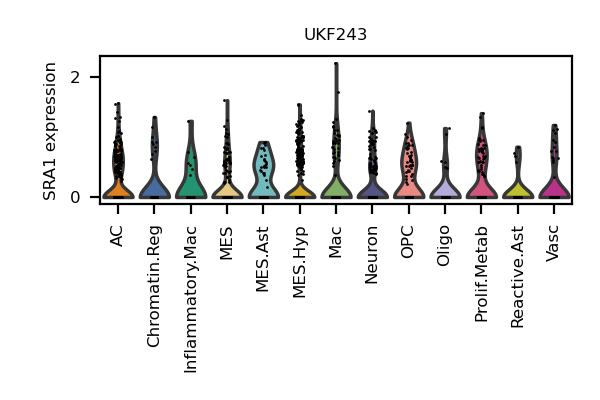 UKF243
SRA1 expression
2
0
AC
Chromatin.Reg
Inflammatory.Mac
MES
MES.Ast
MES.Hyp
Mac
Neuron
OPC
Oligo
Prolif.Metab
Reactive.Ast
Vasc